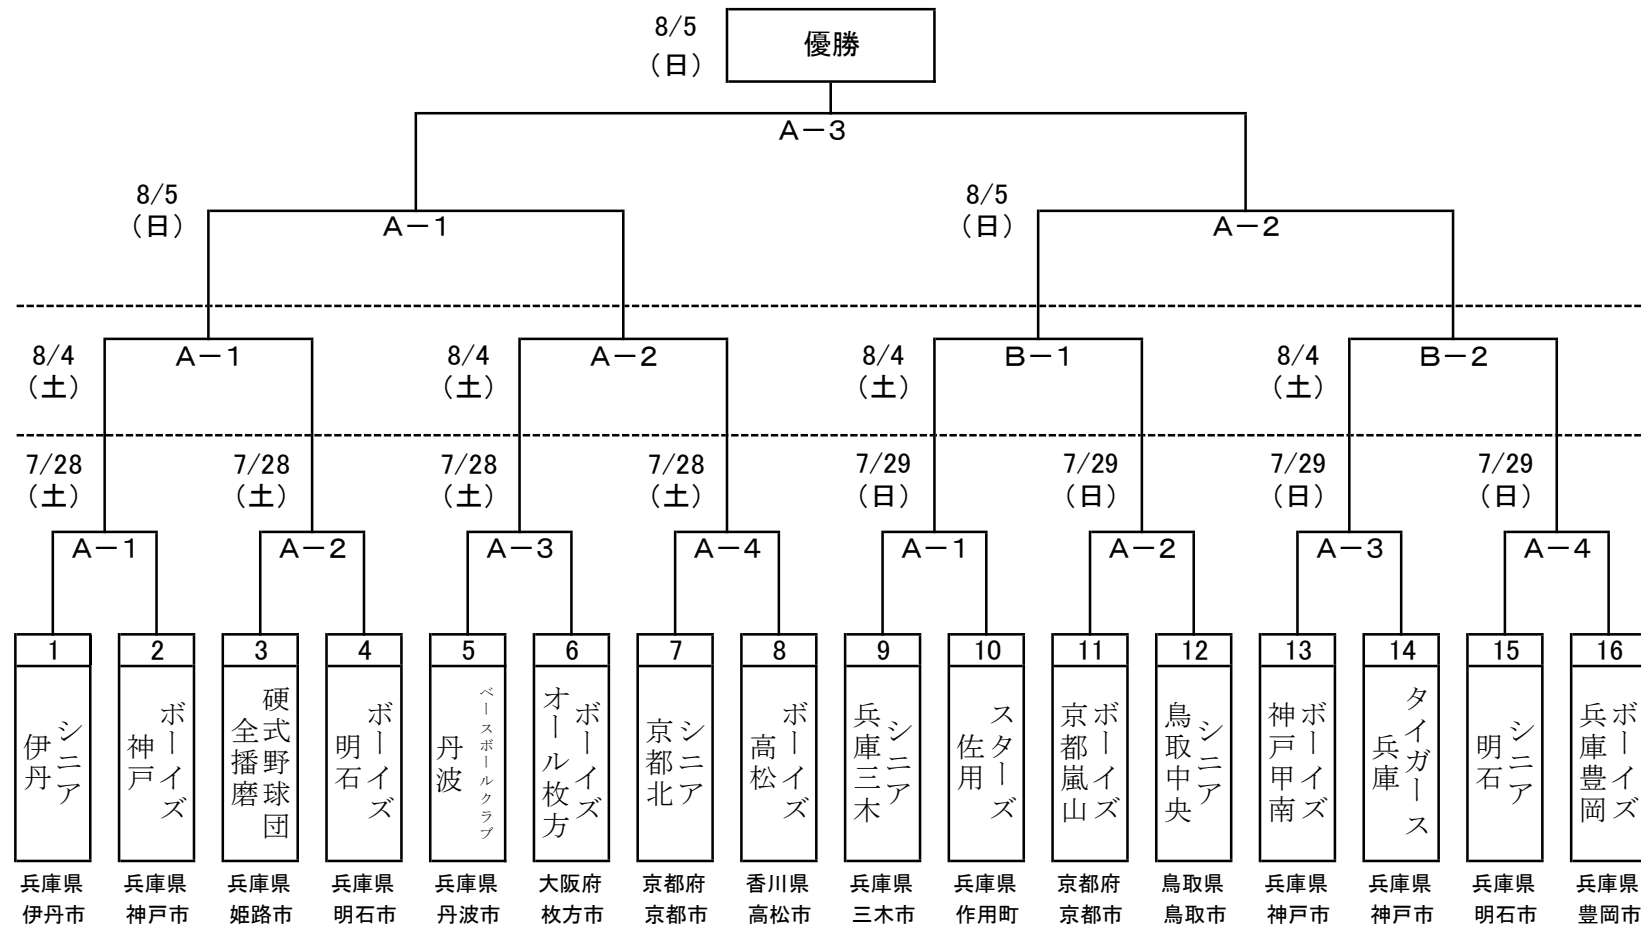 8/5
（日）
優勝
A－3
8/5
（日）
8/5
（日）
A－1
A－2
8/4
（土）
A－1
8/4
（土）
A－2
8/4
（土）
B－1
8/4
（土）
B－2
7/28
（土）
7/28
（土）
7/28
（土）
7/28
（土）
7/29
（日）
7/29
（日）
7/29
（日）
7/29
（日）
A－1
A－2
A－3
A－4
A－1
A－2
A－3
A－4
1
2
3
4
5
6
7
8
9
10
11
12
13
14
15
16
伊丹
シニア
神戸
ボーイズ
全播磨
硬式野球団
明石
ボーイズ
丹波
ベースボールクラブ
オール枚方
ボーイズ
京都北
シニア
高松
ボーイズ
兵庫三木
シニア
佐用
スターズ
京都嵐山
ボーイズ
鳥取中央
シニア
神戸甲南
ボーイズ
兵庫
タイガース
明石
シニア
兵庫豊岡
ボーイズ
兵庫県
伊丹市
兵庫県
神戸市
兵庫県
姫路市
兵庫県
明石市
兵庫県
丹波市
大阪府
枚方市
京都府
京都市
香川県
高松市
兵庫県
三木市
兵庫県
作用町
京都府
京都市
鳥取県
鳥取市
兵庫県
神戸市
兵庫県
神戸市
兵庫県
明石市
兵庫県
豊岡市